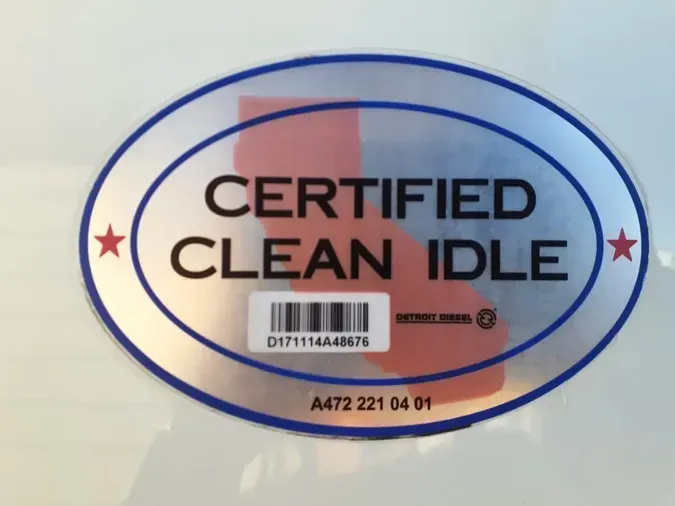 CERTIFIED
CLEAN IDLE
DETROIT DIESEL
D171114A48676
A472 221 04 01